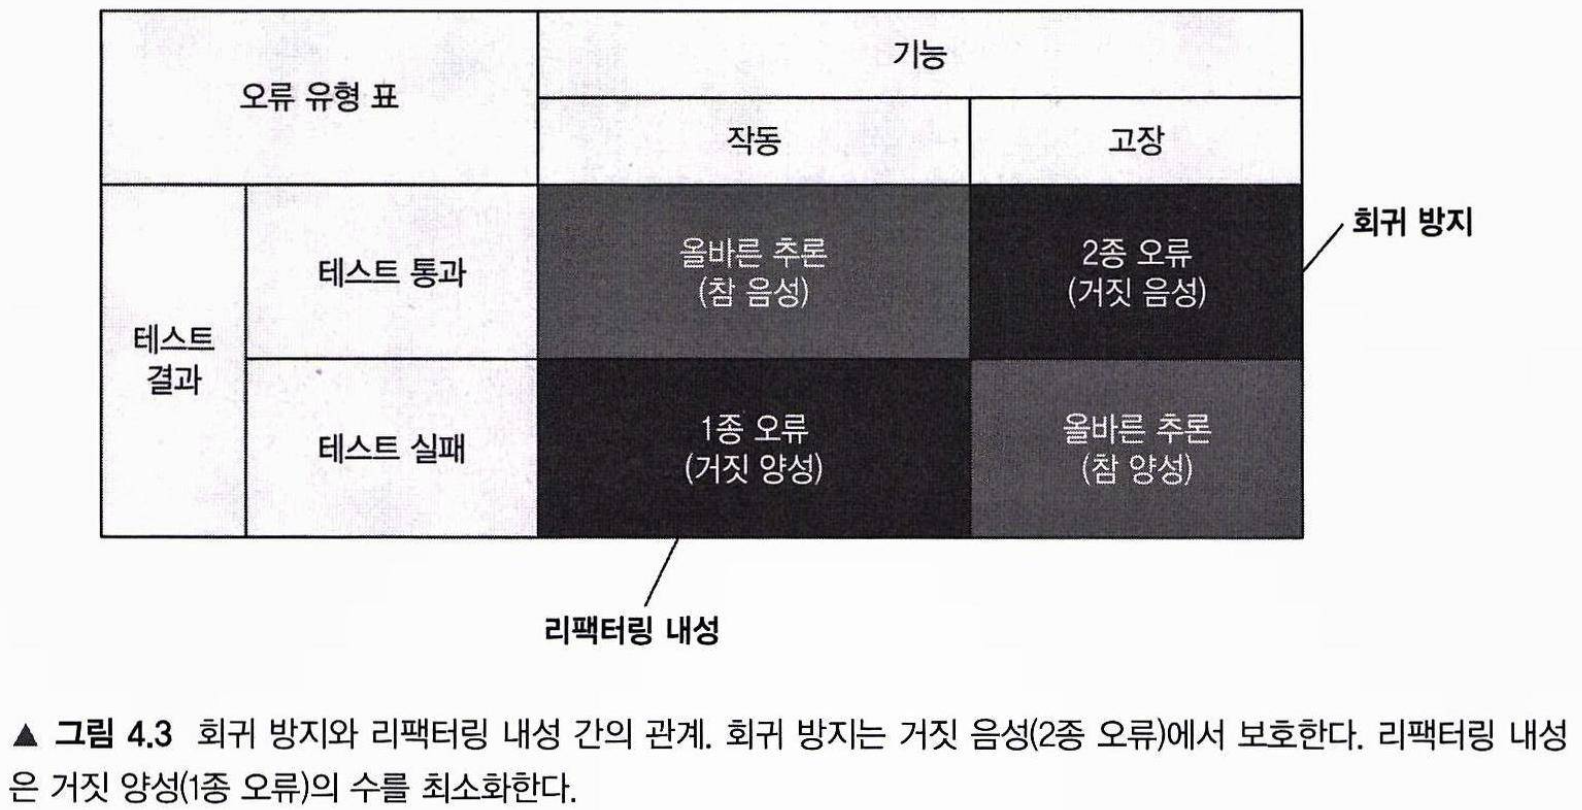 오류 유형 표
기능
작동
고장
테스트
결과
테스트 통과
올바른 추론
(참 음성)
2종 오류
(거짓 음성)
회귀 방지
테스트 실패
1종 오류
(거짓 양성)
올바른 추론
(참 양성)
리팩터링 내성
▲ 그림 4.3 회귀 방지와 리팩터링 내성 간의 관계. 회귀 방지는 거짓 음성(2종 오류)에서 보호한다. 리팩터링 내성
은 거짓 양성(1종 오류)의 수를 최소화한다.